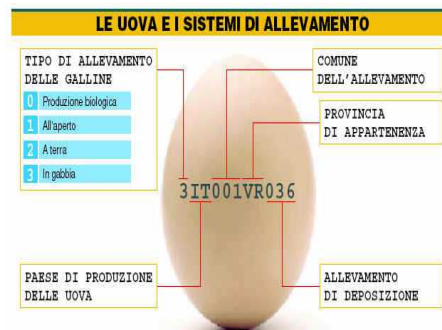 LE UOVA E I SISTEMI DI ALLEVAMENTO
TIPO DI ALLEVAMENTO
DELLE GALLINE
0 Produzione biologica
1 All'aperto
2 A terra
3 In gabbia
COMUNE
DELL'ALLEVAMENTO
PROVINCIA
DI APPARTENENZA
3IT001VR036
PAESE DI PRODUZIONE
DELLE UOVA
ALLEVAMENTO
DI DEPOSIZIONE